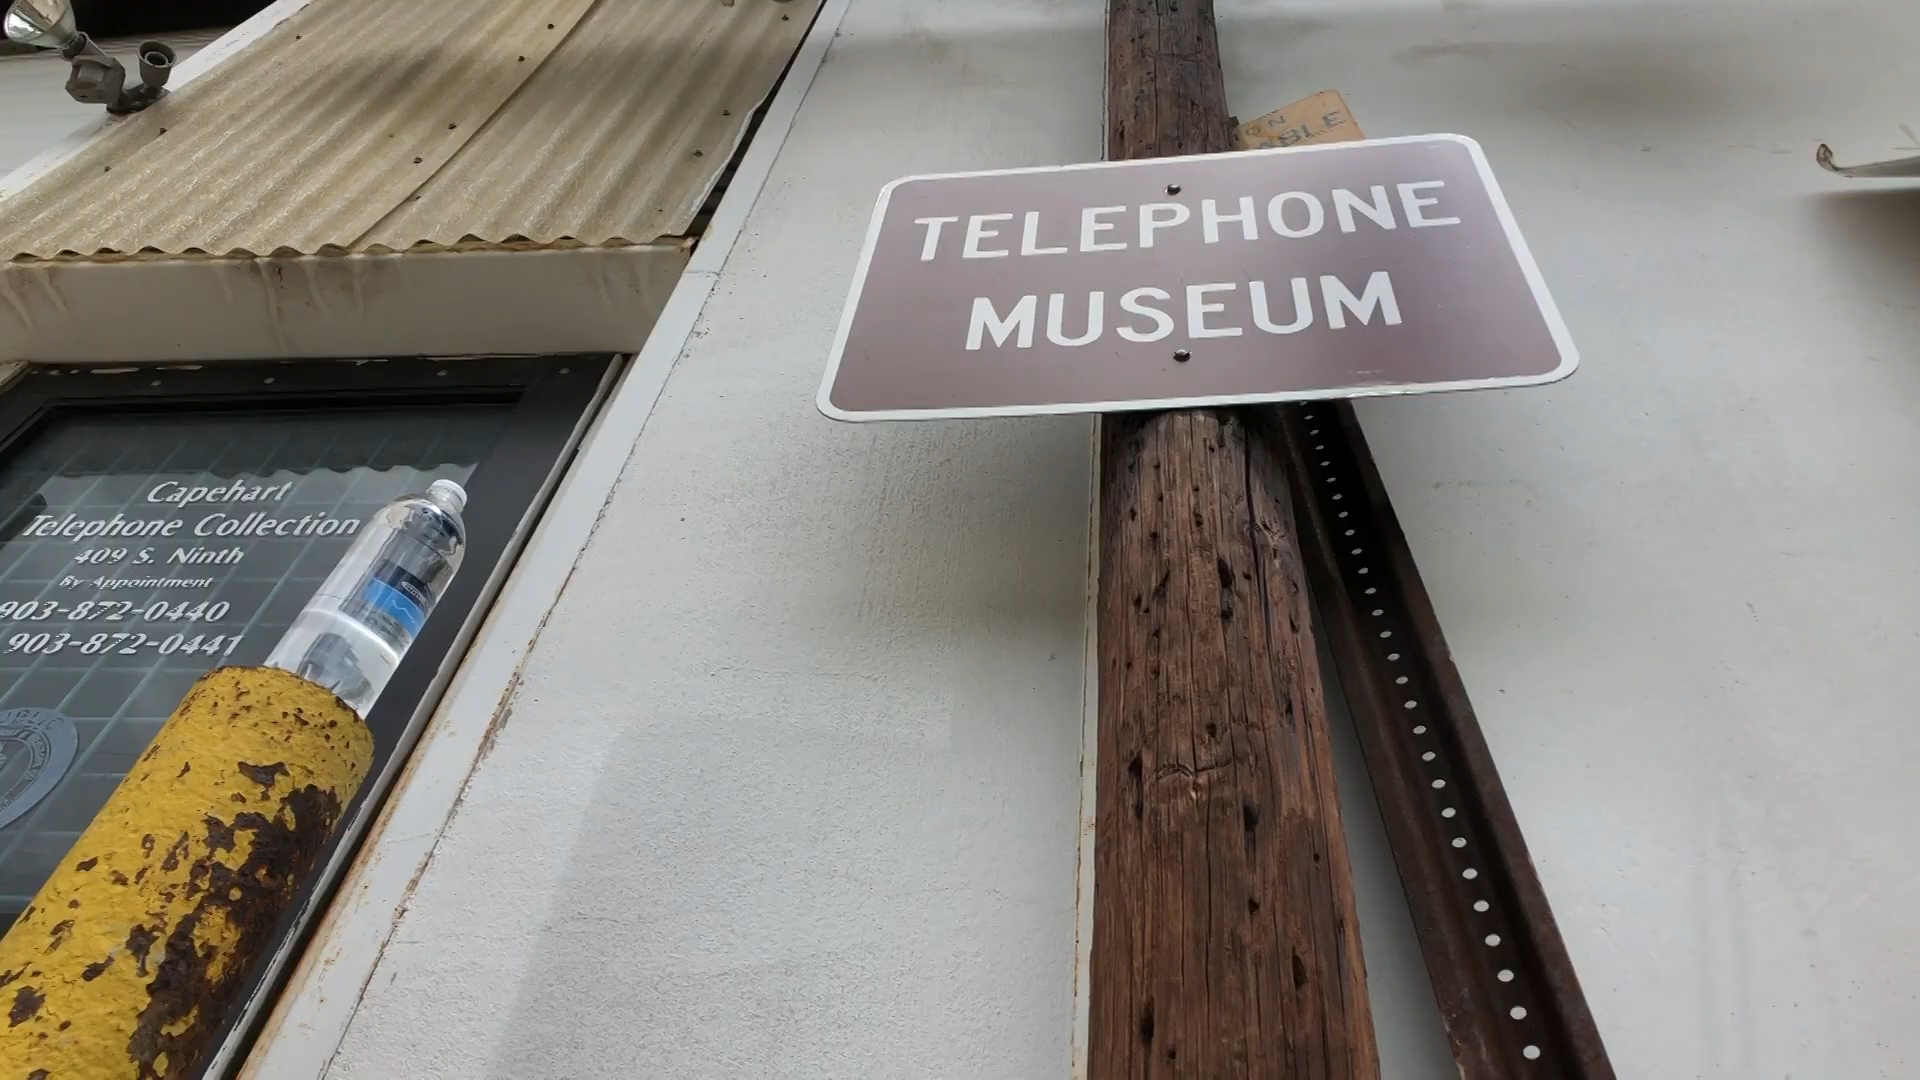 TELEPHONE
MUSEUM
Capehart
Telephone Collection
409 S. Ninth
By Appointment
903-872-0440
903-872-0441